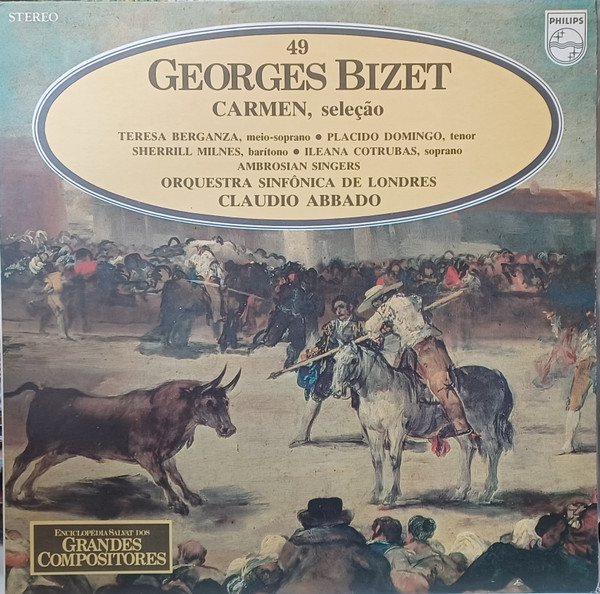 STEREO
PHILIPS
49
GEORGES BIZET
CARMEN, seleção
TERESA BERGANZA, meio-soprano • PLACIDO DOMINGO, tenor
SHERRILL MILNES, barítono • ILEANA COTRUBAS, soprano
AMBROSIAN SINGERS
ORQUESTRA SINFÔNICA DE LONDRES
CLAUDIO ABBADO
ENCICLOPÉDIA SALVAT DOS
GRANDES
COMPOSITORES